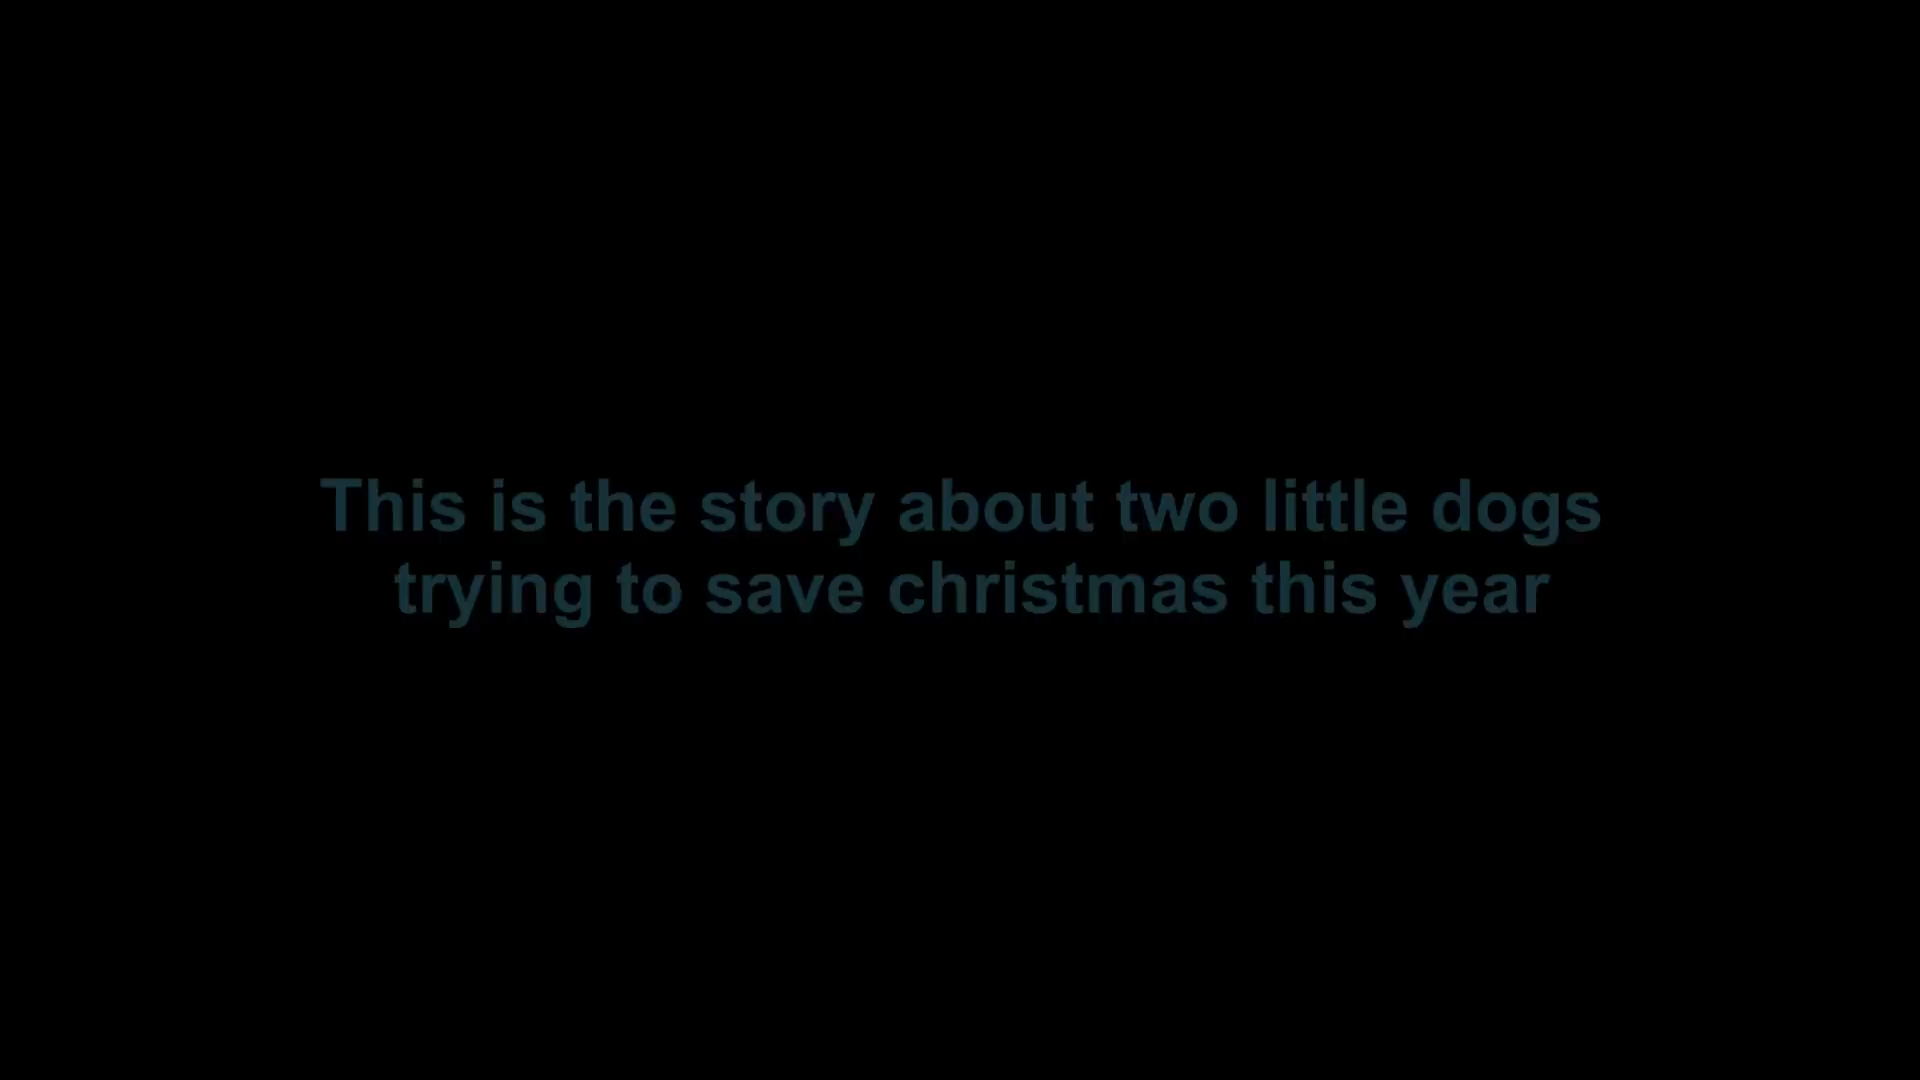 This is the story about two little dogs
trying to save christmas this year